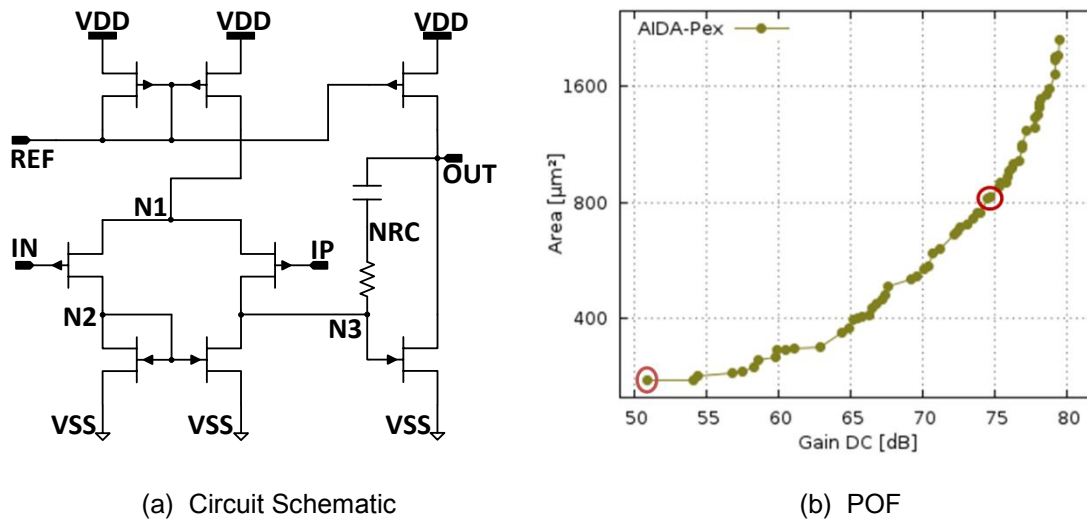 VDD
VDD
VDD
REF
OUT
N1
NRC
IN
IP
N2
N3
VSS
VSS
VSS
(a) Circuit Schematic
AIDA-Pex
Area [µm²]
1600
800
400
50 55 60 65 70 75 80
Gain DC [dB]
(b) POF